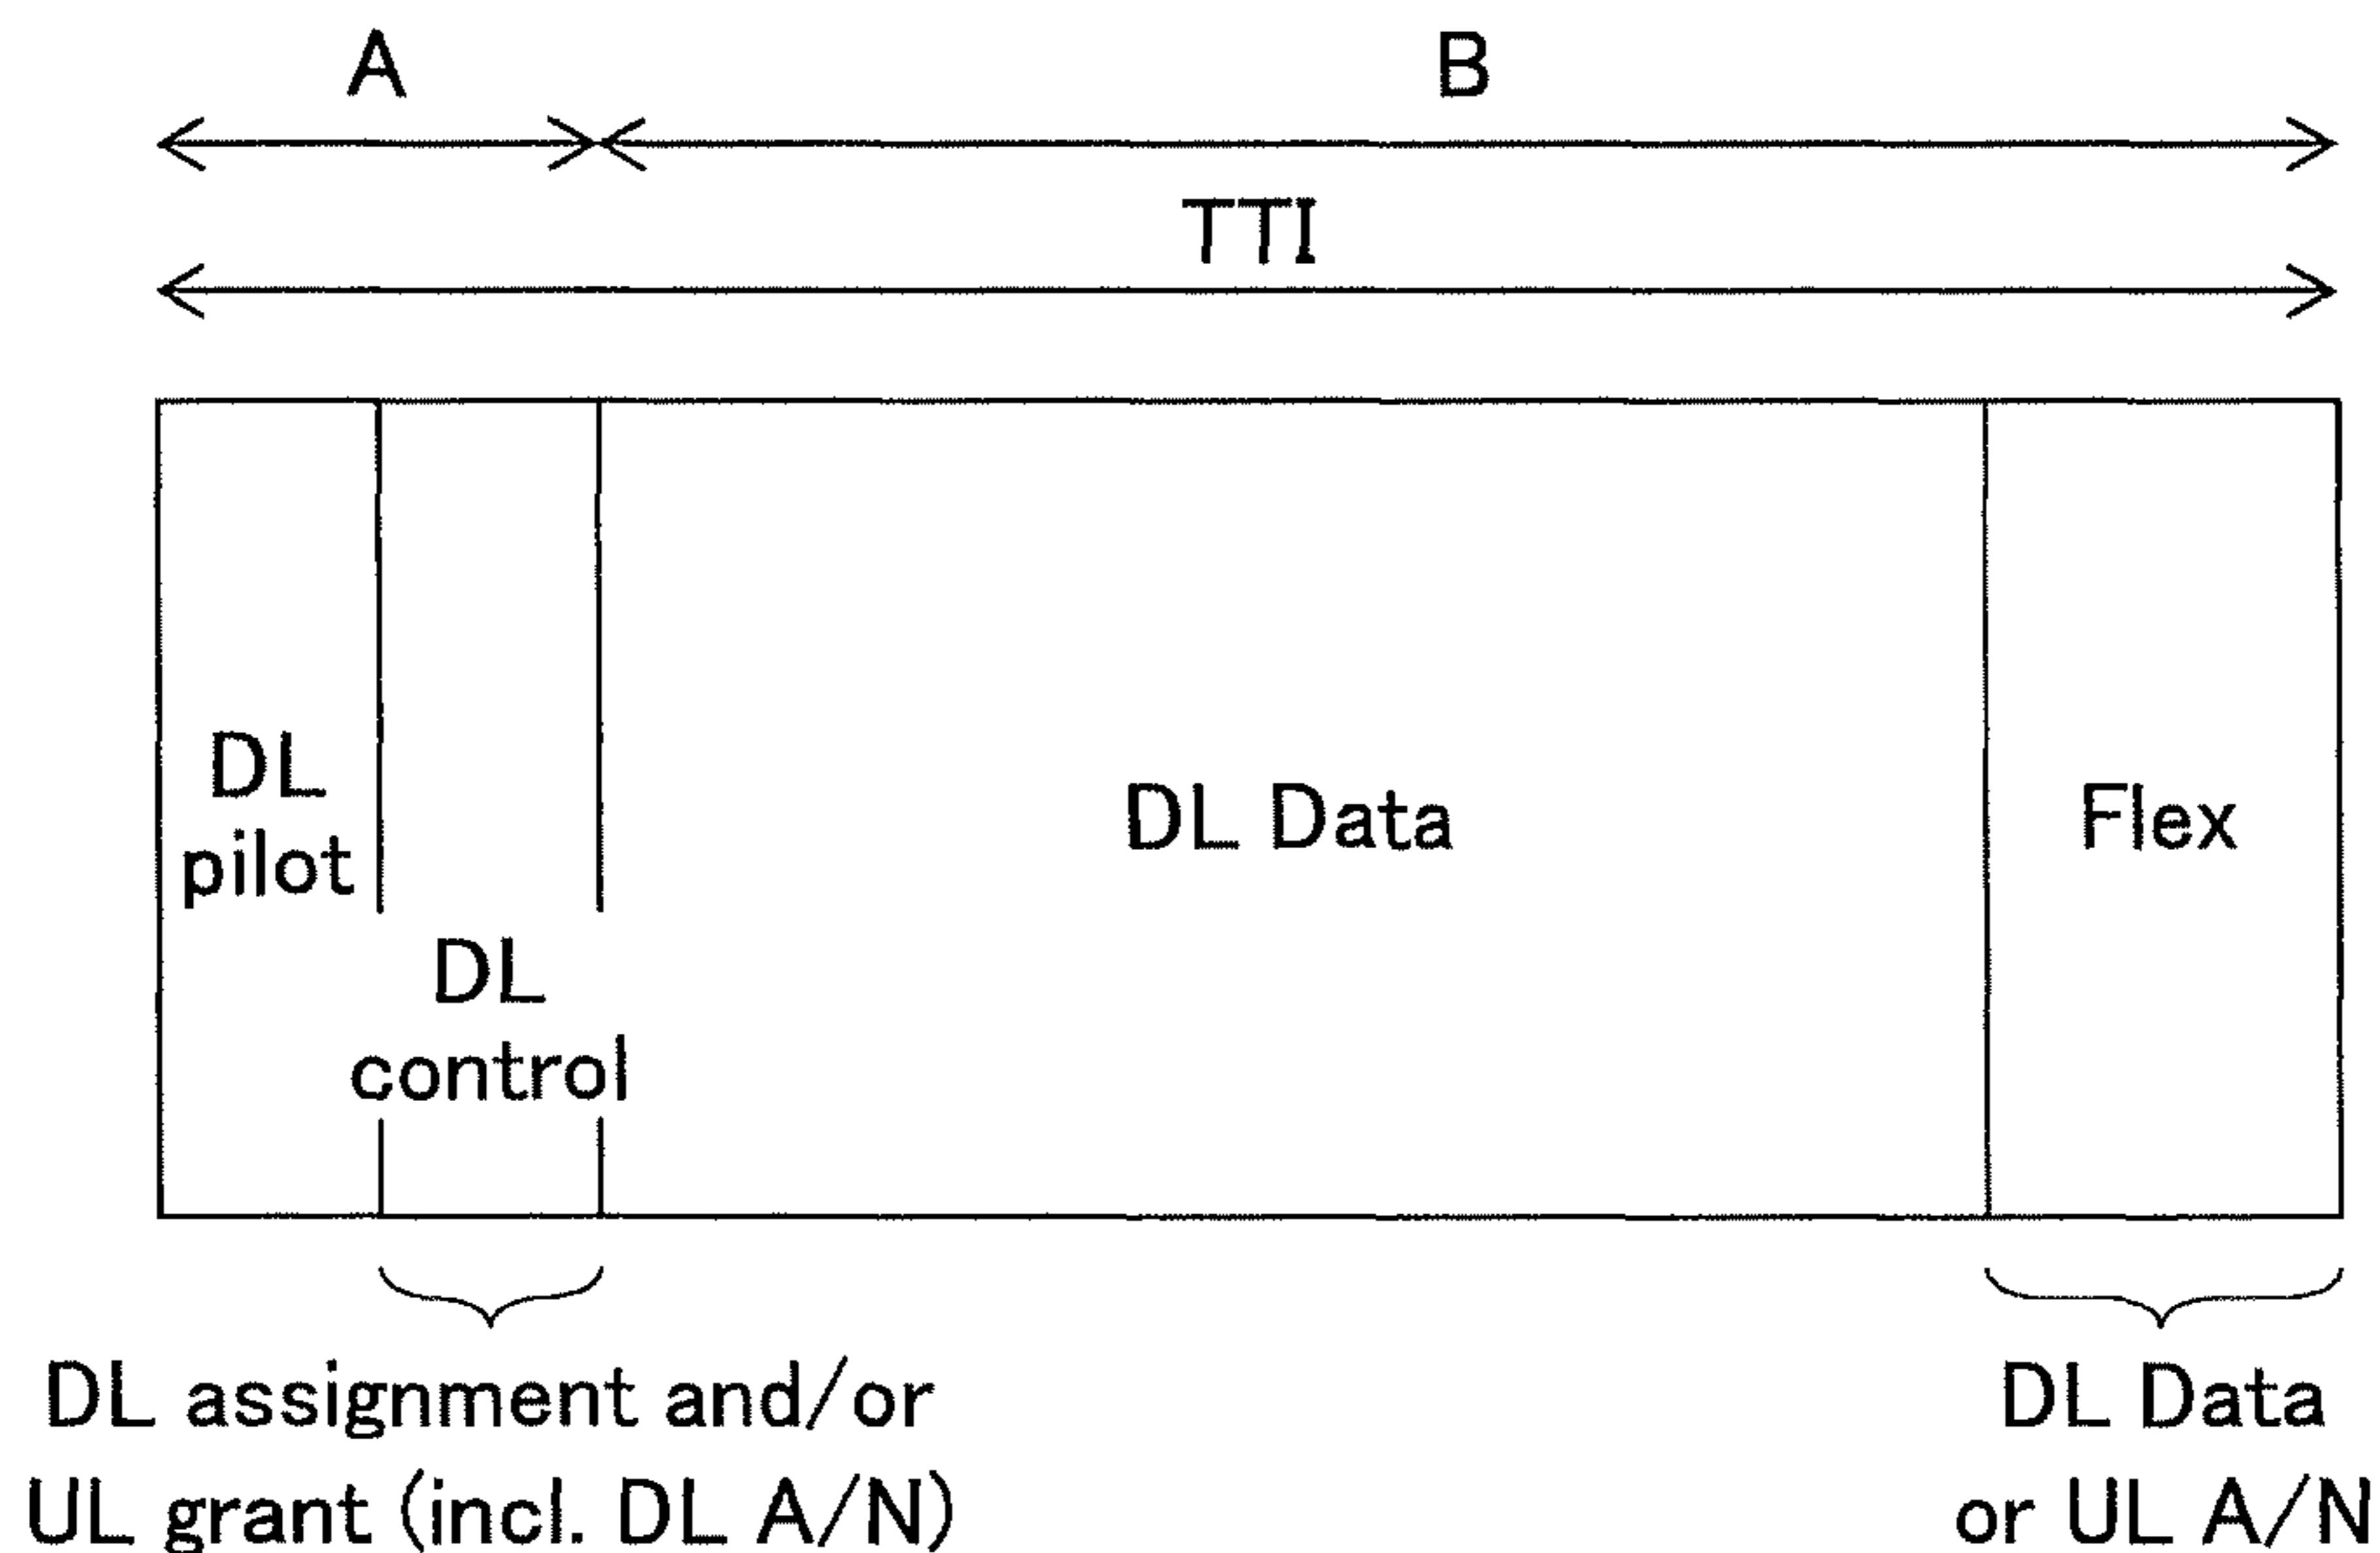 A
B
TTI
DL
pilot
DL
control
DL Data
Flex
DL assignment and/or
UL grant (incl. DL A/N)
DL Data
or UL A/N